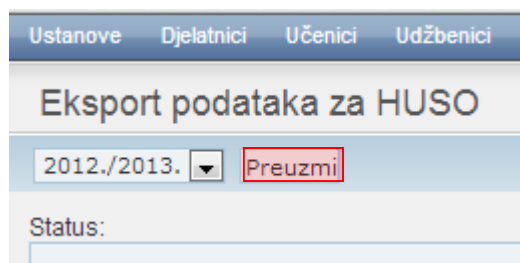 Ustanove Djelatnici Učenici Udžbenici
Eksport podataka za HUSO
2012./2013. Preuzmi
Status: